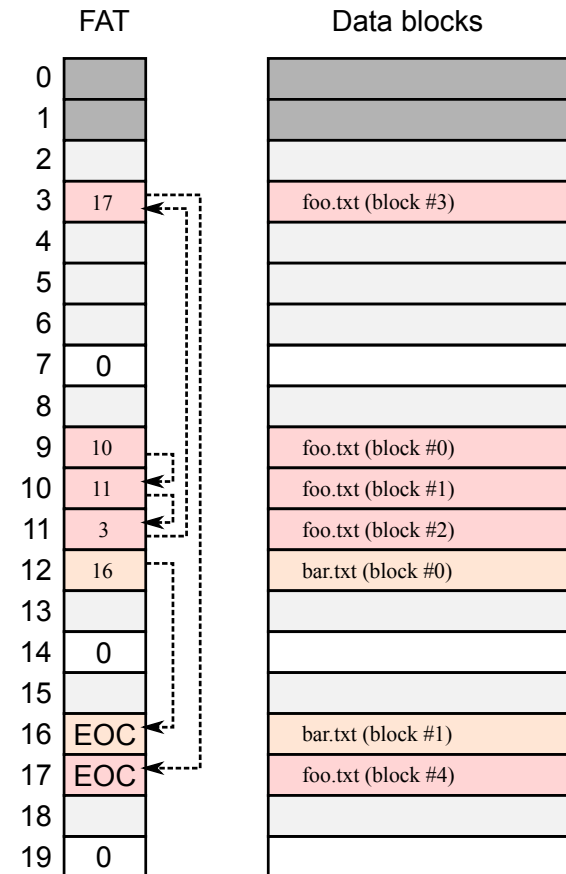 FAT Data blocks
0
1
2
3 17 foo.txt (block #3)
4
5
6
7 0
8
9 10 foo.txt (block #0)
10 11 foo.txt (block #1)
11 3 foo.txt (block #2)
12 16 bar.txt (block #0)
13
14 0
15
16 EOC bar.txt (block #1)
17 EOC foo.txt (block #4)
18
19 0